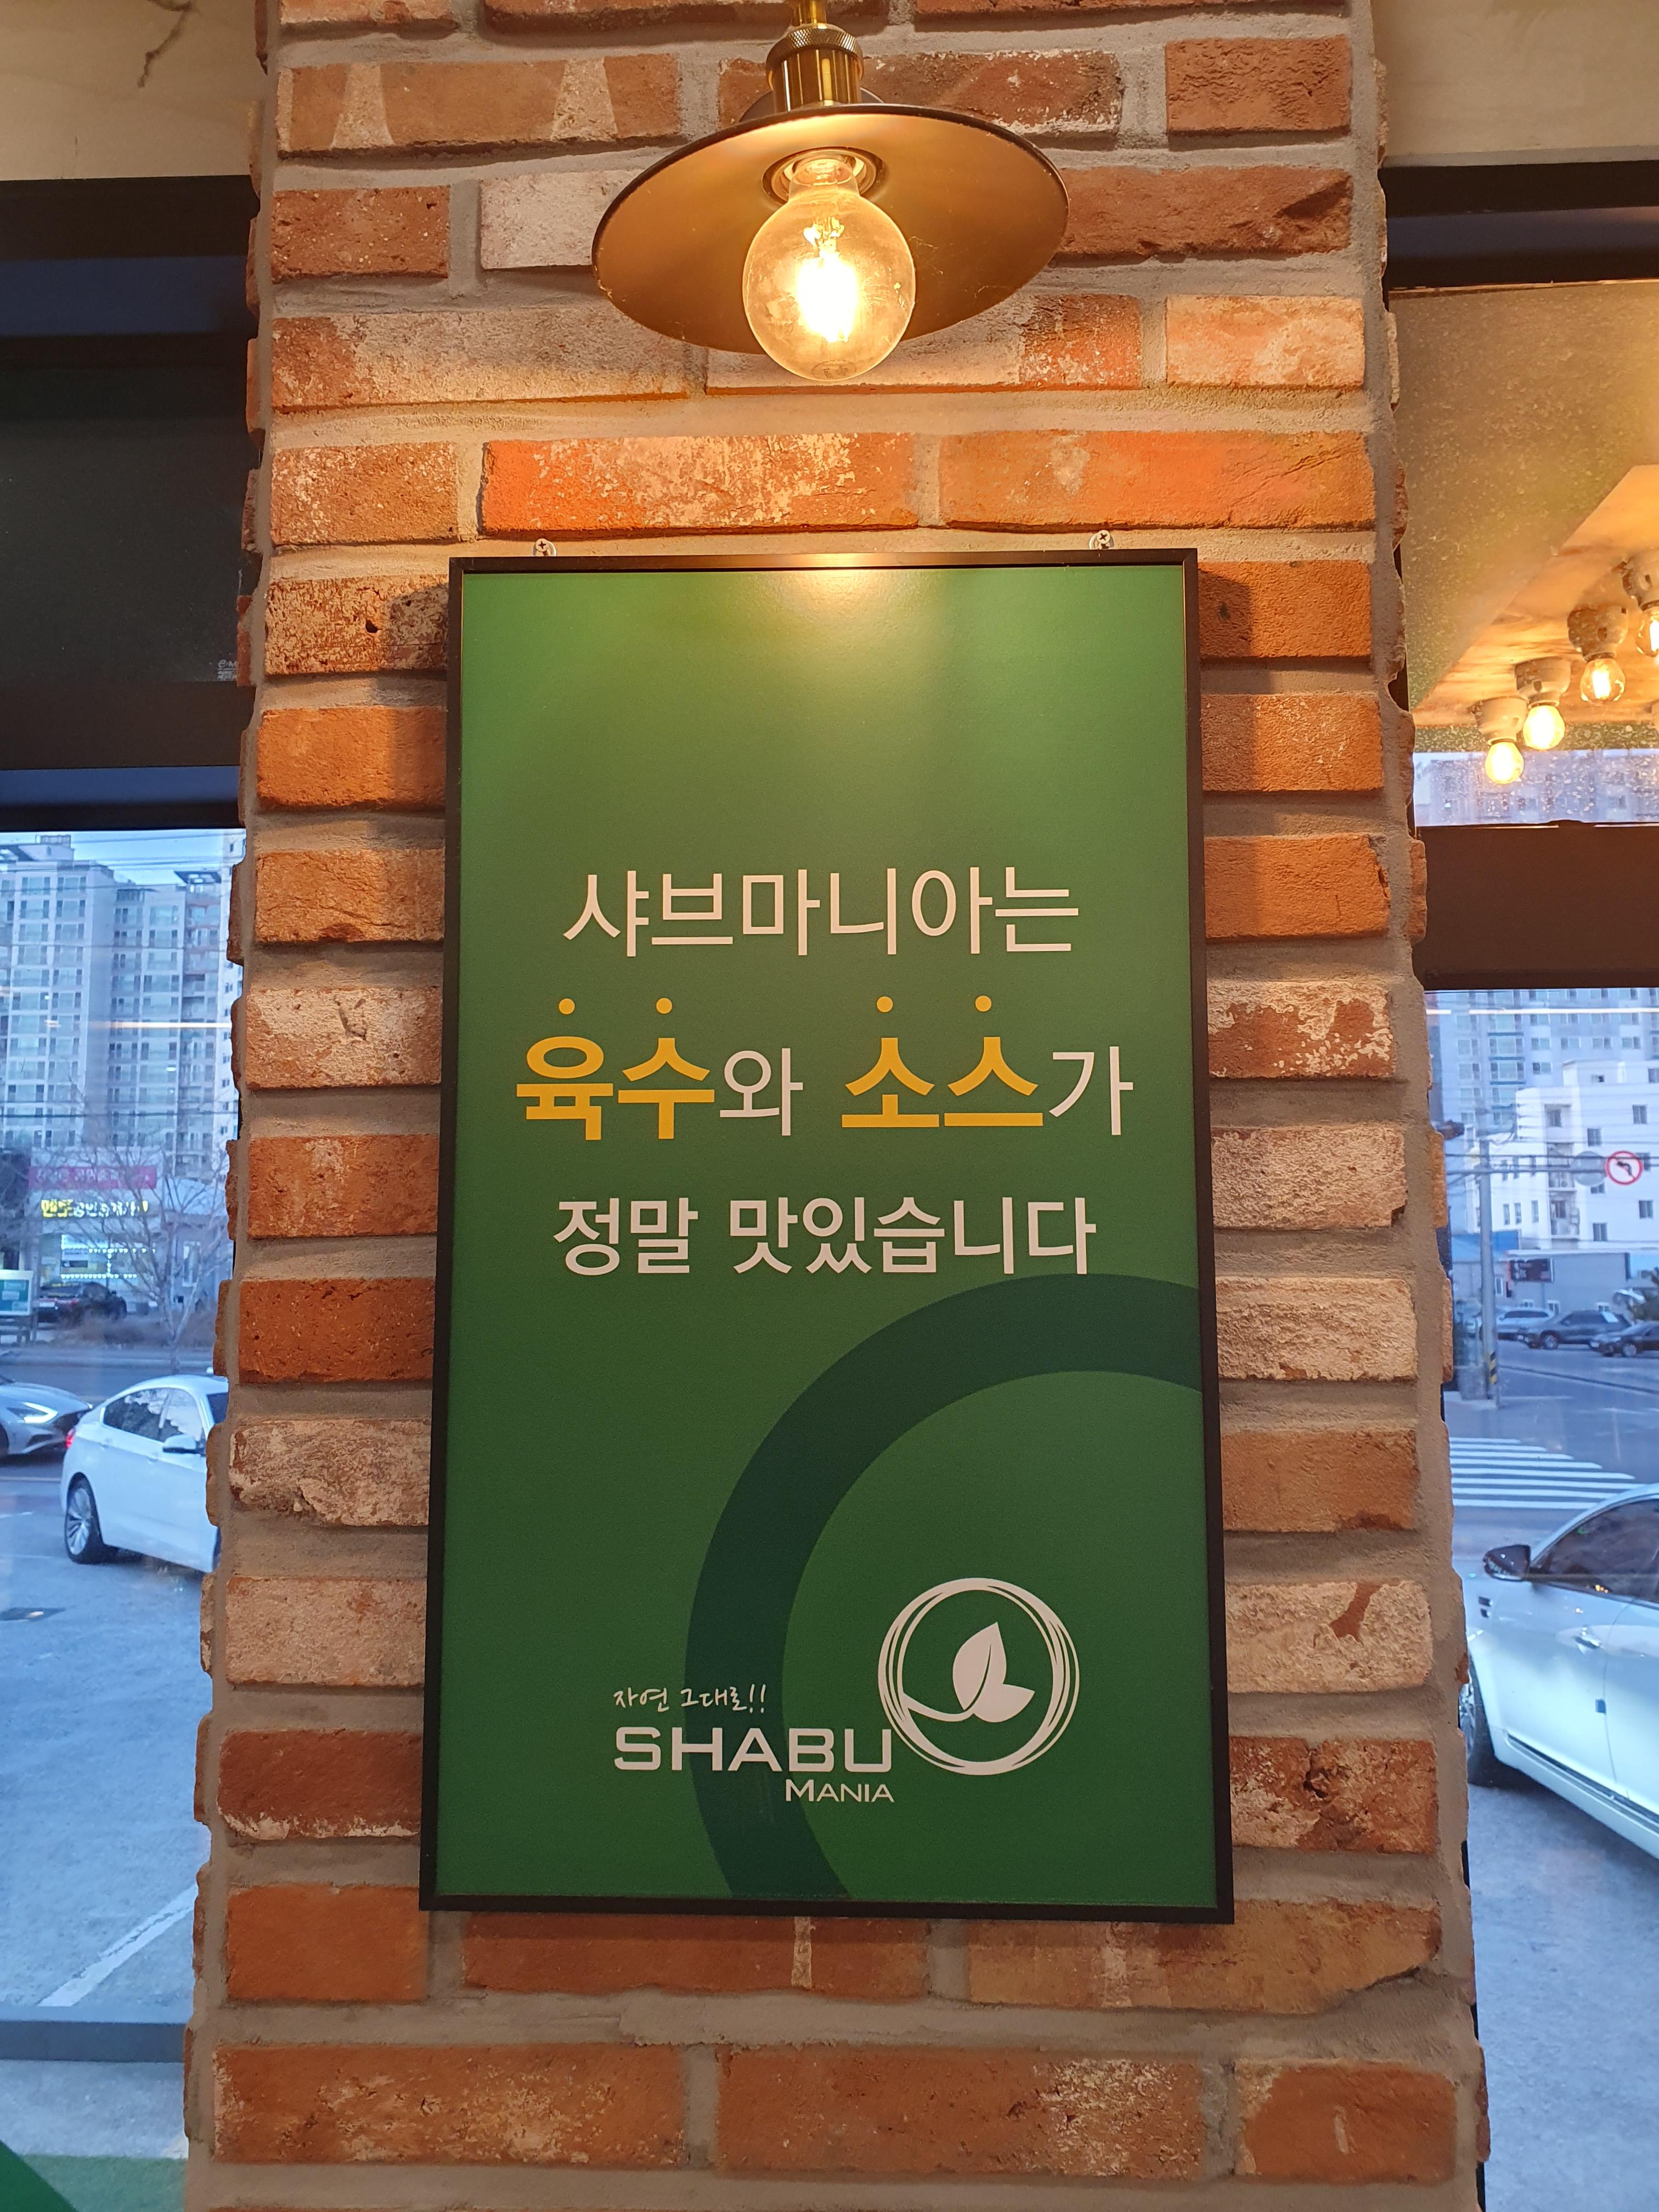 샤브마니아는
육수와 소스가
정말 맛있습니다
자연 그대로!!
SHABU
MANIA